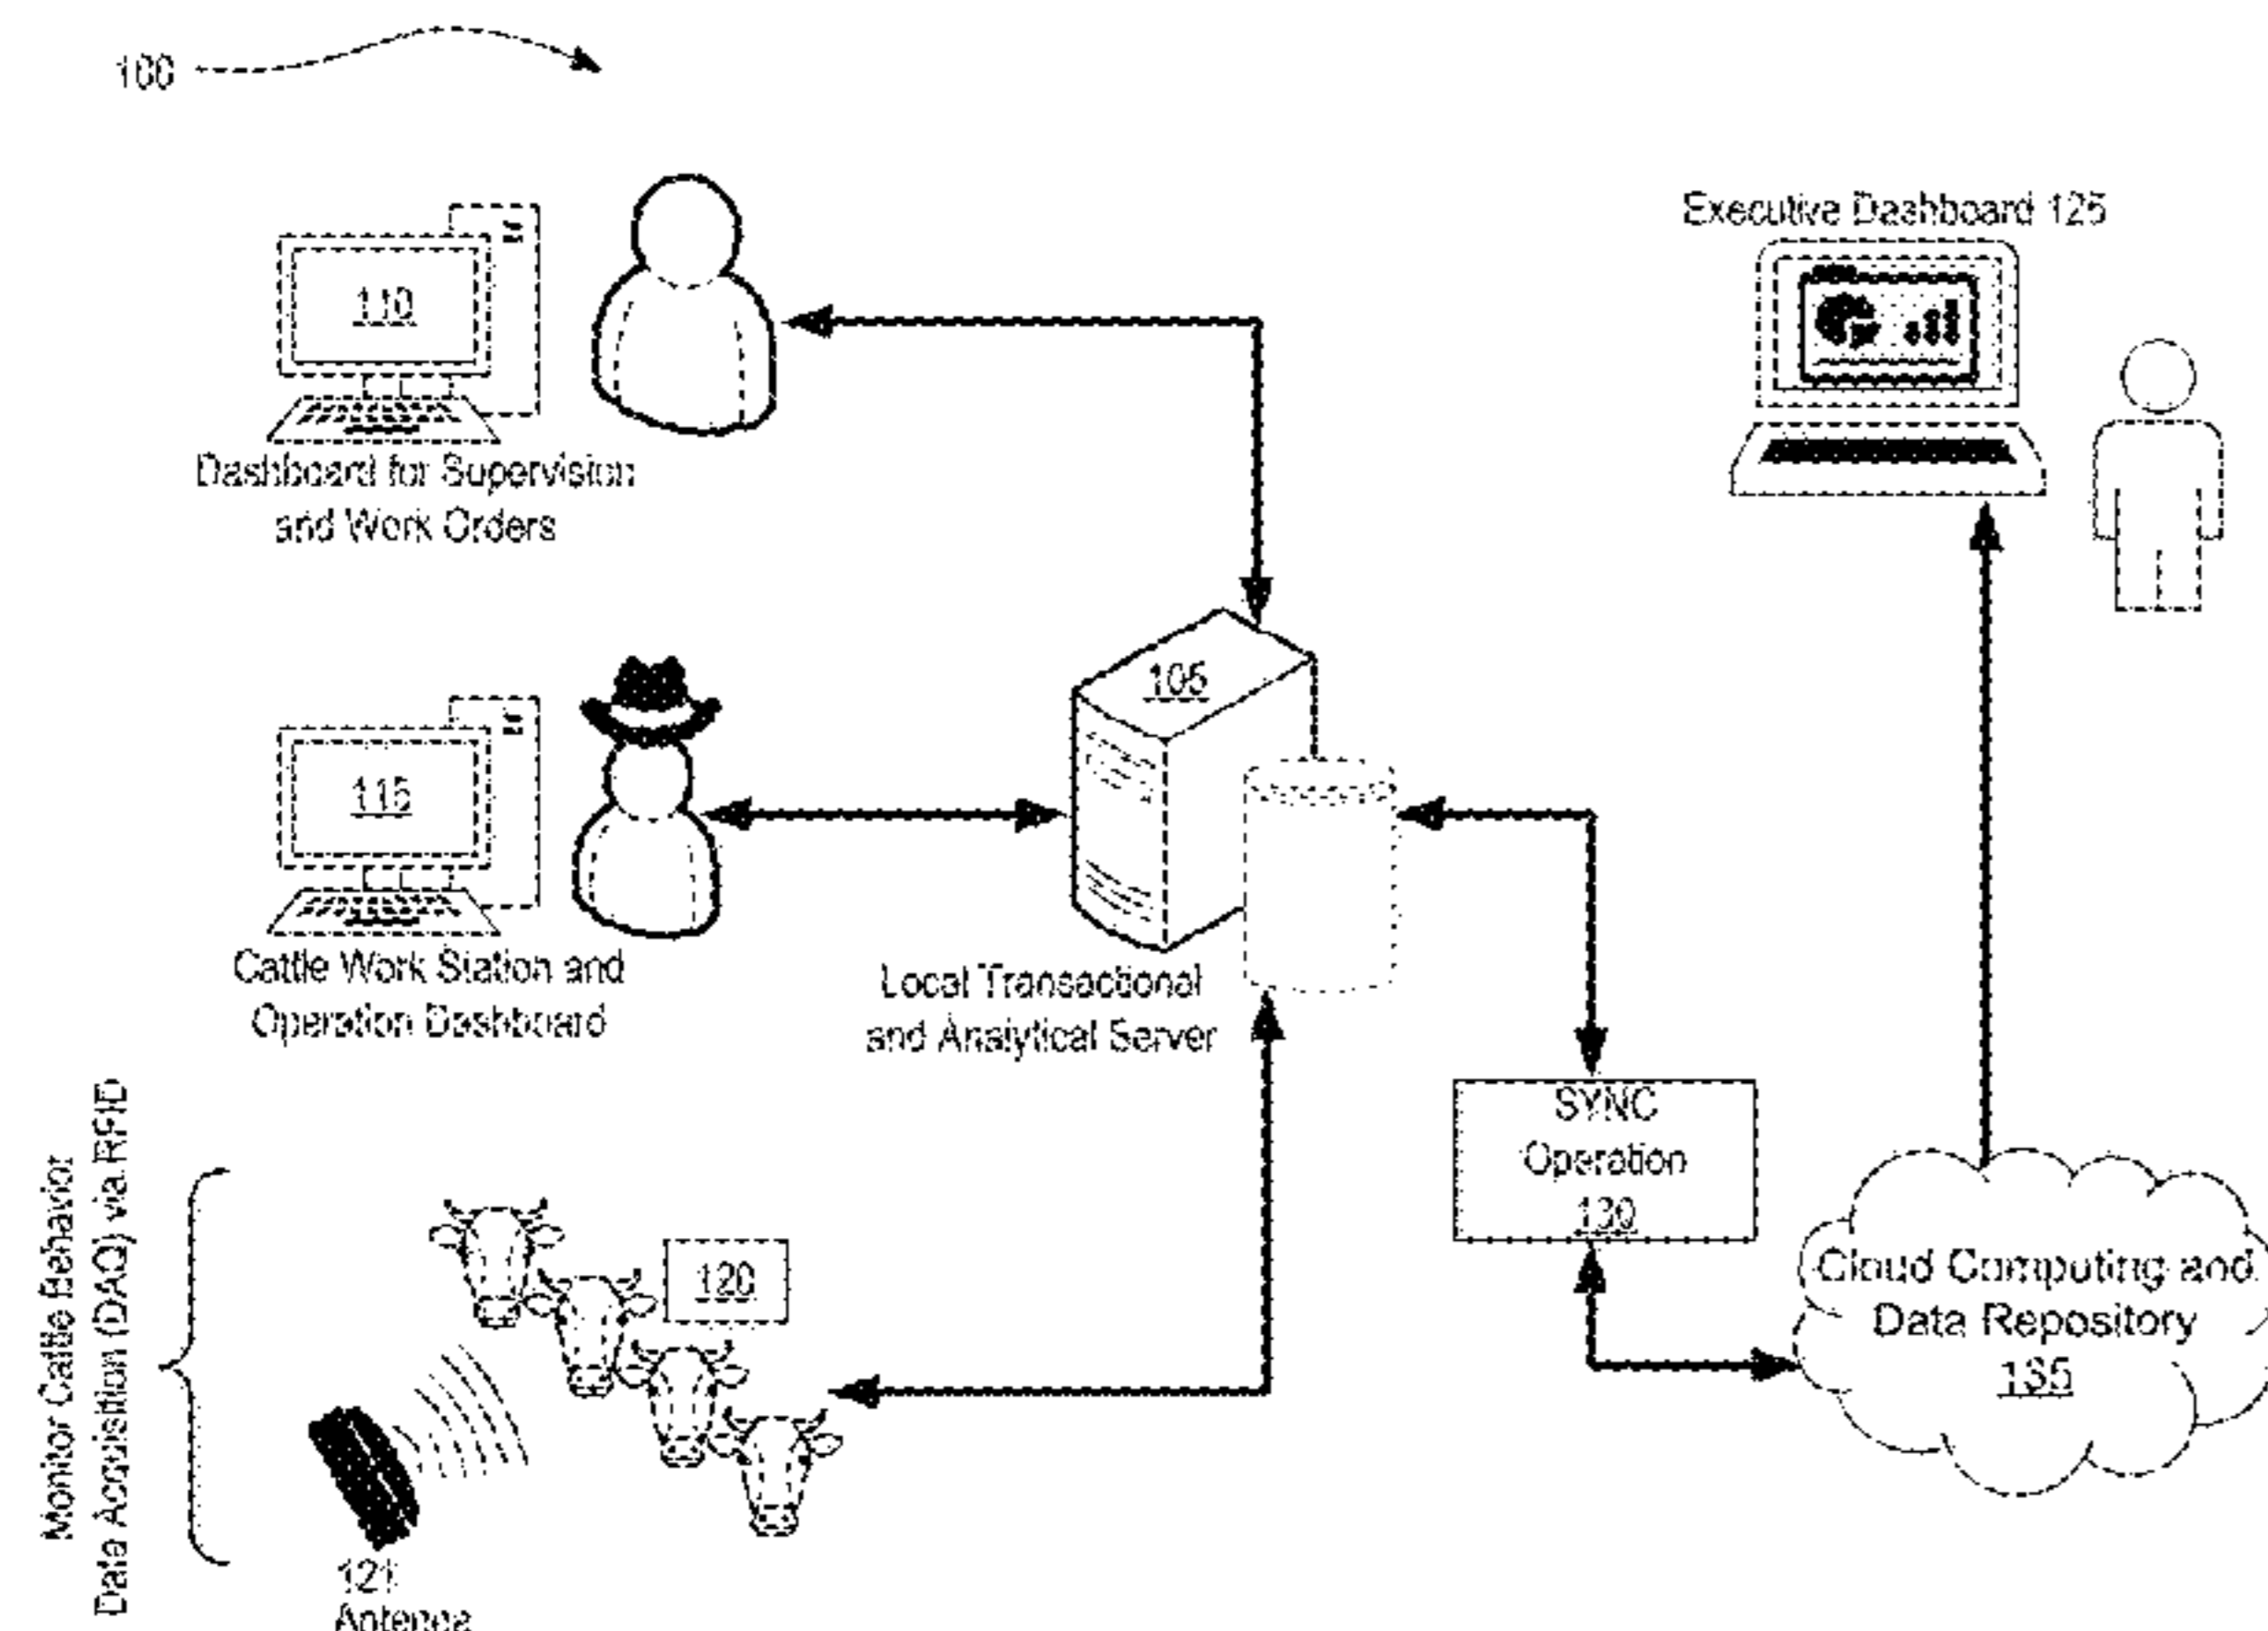 100
Executive Dashboard 125
110
Dashboard for Supervision
and Work Orders
105
115
Cattle Work Station and
Operation Dashboard
Local Transactional
and Analytical Server
SYNC
Operation
130
Cloud Computing and
Data Repository
135
Monitor Cattle Behavior
Data Acquisition (DAQ) via RFID
120
121
Antenna